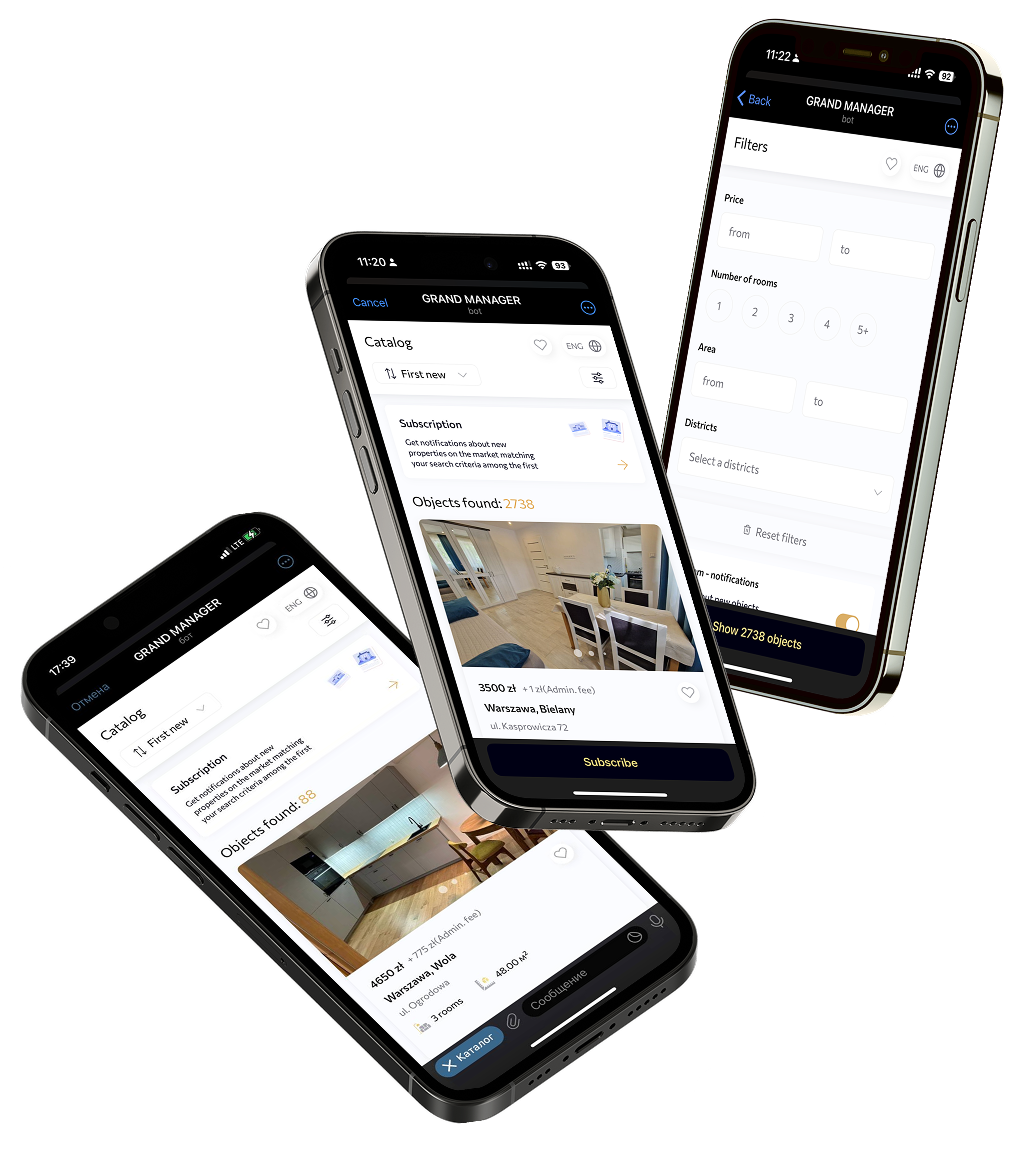 11:22
92
Back
GRAND MANAGER
bot
Filters
ENG
Price
from
to
Number of rooms
1
2
3
4
5+
Area
from
to
Districts
Select a districts
Reset filters
- notifications
new objects
Show 2738 objects
11:20
93
Cancel
GRAND MANAGER
bot
Catalog
ENG
First new
Subscription
Get notifications about new
properties on the market matching
your search criteria among the first
Objects found: 2738
3500 zł + 1 zł(Admin. fee)
Warszawa, Bielany
ul. Kasprowicza 72
Subscribe
17:39
LTE
Отмена
GRAND MANAGER
бот
Catalog
ENG
First new
Subscription
Get notifications about new
properties on the market matching
your search criteria among the first
Objects found: 88
4650 zł + 775 zł(Admin. fee)
Warszawa, Wola
ul. Ogrodowa
3 rooms
48.00 м²
Каталог
Сообщение